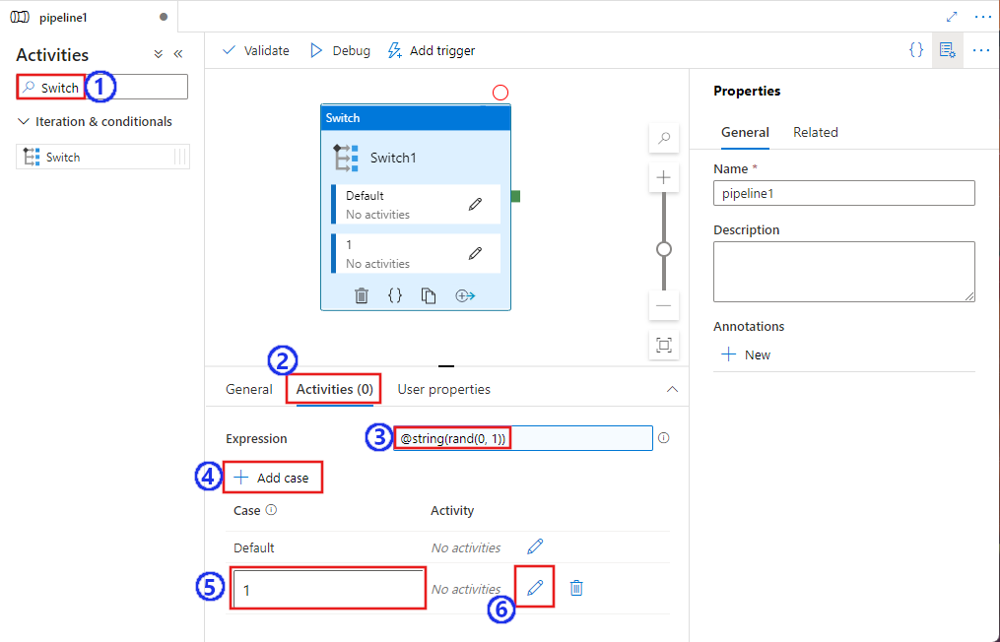 pipeline1
Activities
Switch
1
Iteration & conditionals
Switch
Validate
Debug
Add trigger
Switch
Switch1
Default
No activities
1
No activities
2
General
Activities (0)
User properties
Expression
3
@string(rand(0, 1))
4
Add case
Case
Activity
Default
No activities
5
1
No activities
6
Properties
General
Related
Name *
pipeline1
Description
Annotations
New